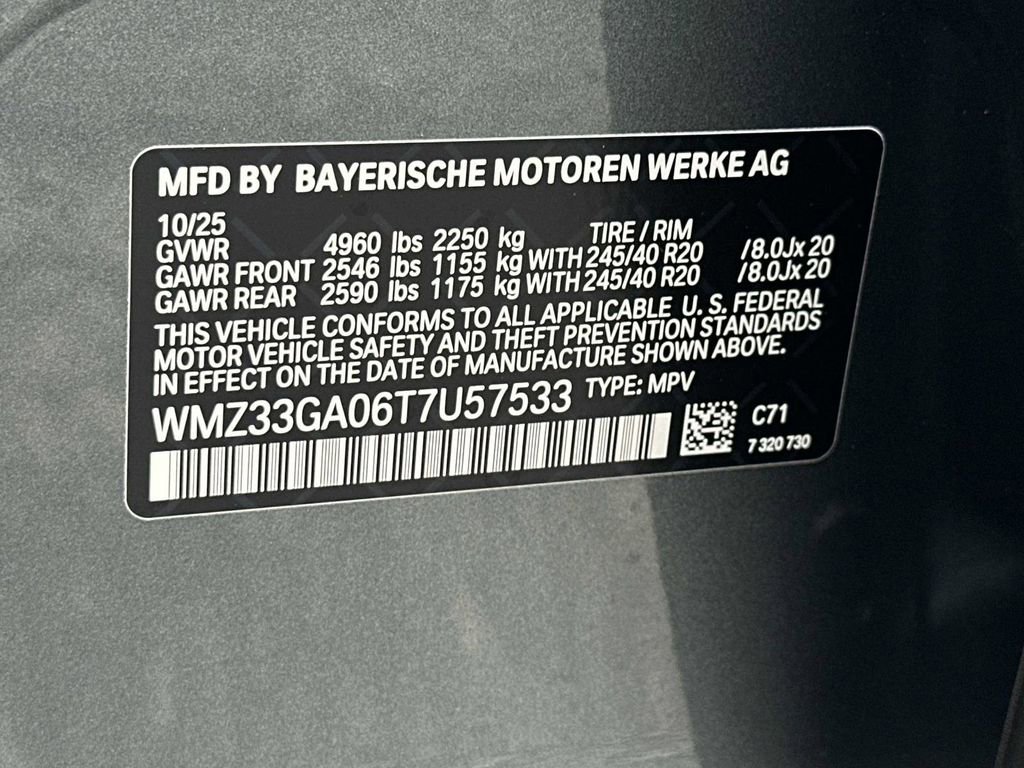 MFD BY BAYERISCHE MOTOREN WERKE AG
10/25 TIRE / RIM
GVWR 4960 lbs 2250 kg
GAWR FRONT 2546 lbs 1155 kg WITH 245/40 R20 /8.0Jx 20
GAWR REAR 2590 lbs 1175 kg WITH 245/40 R20 /8.0Jx 20
THIS VEHICLE CONFORMS TO ALL APPLICABLE U. S. FEDERAL
MOTOR VEHICLE SAFETY AND THEFT PREVENTION STANDARDS
IN EFFECT ON THE DATE OF MANUFACTURE SHOWN ABOVE.
WMZ33GA06T7U57533 TYPE: MPV
C71
7 320 730